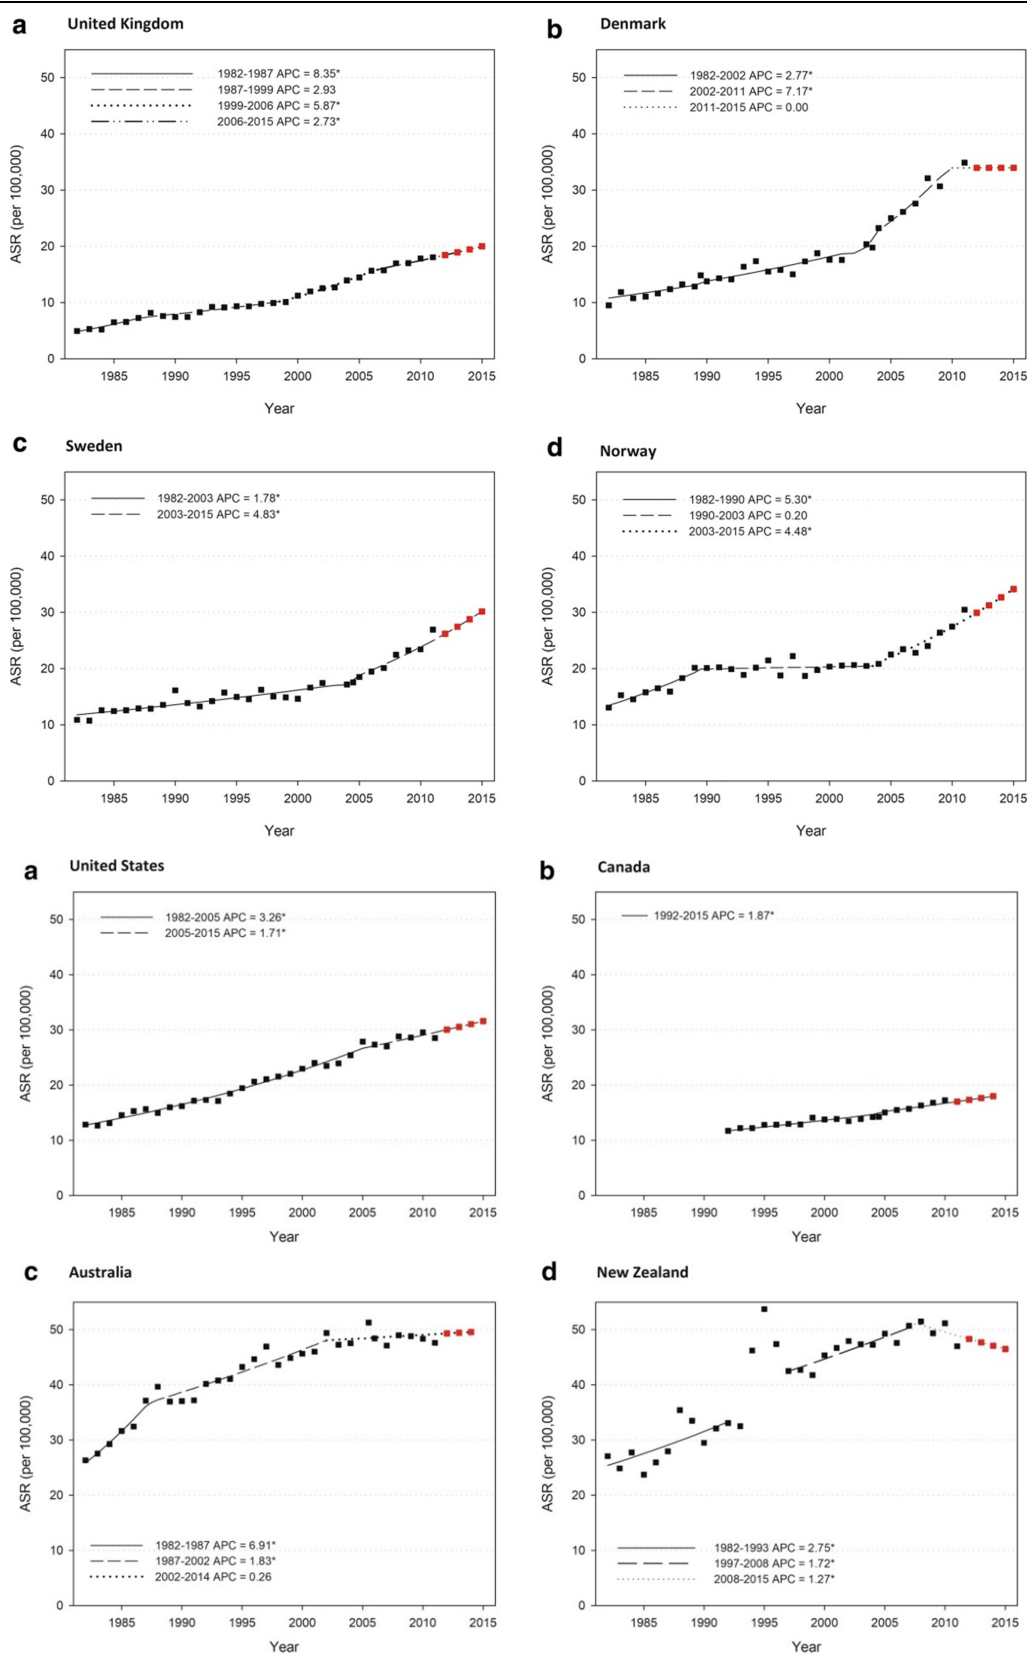 a United Kingdom
1982-1987 APC = 8.35*
1987-1999 APC = 2.93
1999-2006 APC = 5.87*
2006-2015 APC = 2.73*
ASR (per 100,000)
50
40
30
20
10
0
1985 1990 1995 2000 2005 2010 2015
Year
b Denmark
1982-2002 APC = 2.77*
2002-2011 APC = 7.17*
2011-2015 APC = 0.00
ASR (per 100,000)
50
40
30
20
10
0
1985 1990 1995 2000 2005 2010 2015
Year
c Sweden
1982-2003 APC = 1.78*
2003-2015 APC = 4.83*
ASR (per 100,000)
50
40
30
20
10
0
1985 1990 1995 2000 2005 2010 2015
Year
d Norway
1982-1990 APC = 5.30*
1990-2003 APC = 0.20
2003-2015 APC = 4.48*
ASR (per 100,000)
50
40
30
20
10
0
1985 1990 1995 2000 2005 2010 2015
Year
a United States
1982-2005 APC = 3.26*
2005-2015 APC = 1.71*
ASR (per 100,000)
50
40
30
20
10
0
1985 1990 1995 2000 2005 2010 2015
Year
b Canada
1992-2015 APC = 1.87*
ASR (per 100,000)
50
40
30
20
10
0
1985 1990 1995 2000 2005 2010 2015
Year
c Australia
ASR (per 100,000)
50
40
30
20
10
0
1982-1987 APC = 6.91*
1987-2002 APC = 1.83*
2002-2014 APC = 0.26
1985 1990 1995 2000 2005 2010 2015
Year
d New Zealand
ASR (per 100,000)
50
40
30
20
10
0
1982-1993 APC = 2.75*
1997-2008 APC = 1.72*
2008-2015 APC = 1.27*
1985 1990 1995 2000 2005 2010 2015
Year